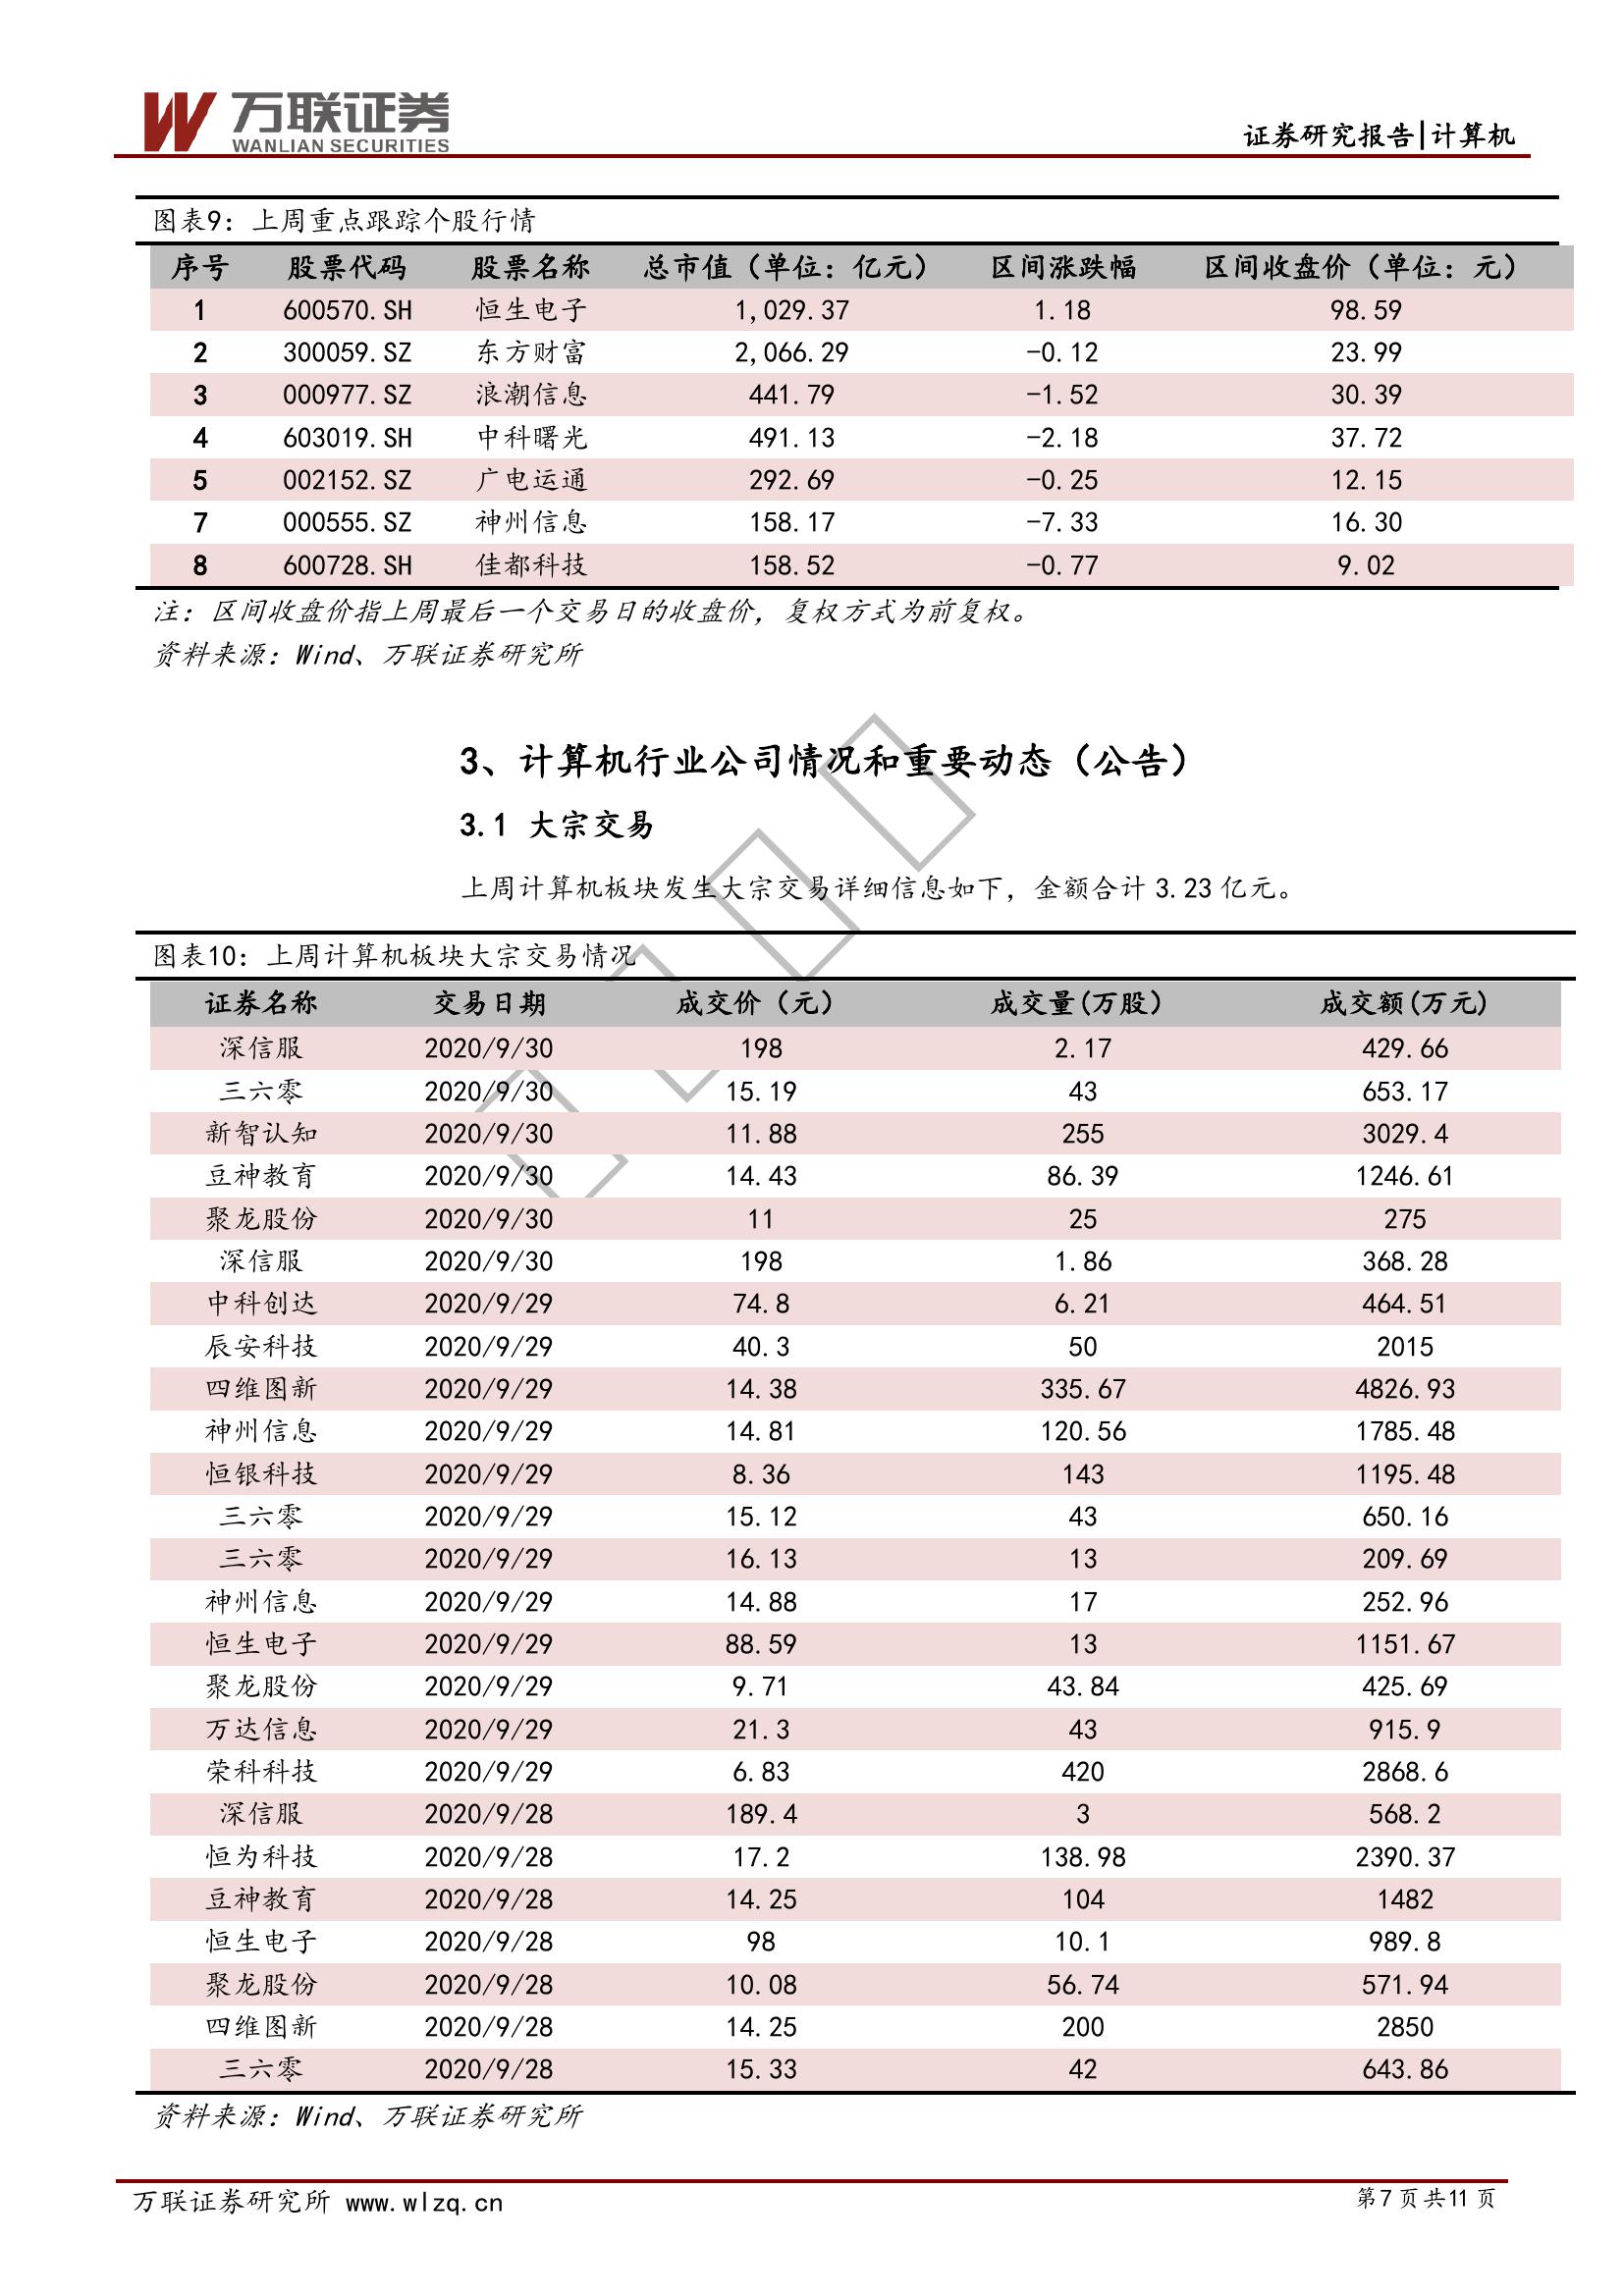 万联证券
WANLIAN SECURITIES
证券研究报告|计算机
图表9：上周重点跟踪个股行情
序号 股票代码 股票名称 总市值（单位：亿元） 区间涨跌幅 区间收盘价（单位：元）
1 600570.SH 恒生电子 1,029.37 1.18 98.59
2 300059.SZ 东方财富 2,066.29 -0.12 23.99
3 000977.SZ 浪潮信息 441.79 -1.52 30.39
4 603019.SH 中科曙光 491.13 -2.18 37.72
5 002152.SZ 广电运通 292.69 -0.25 12.15
7 000555.SZ 神州信息 158.17 -7.33 16.30
8 600728.SH 佳都科技 158.52 -0.77 9.02
注：区间收盘价指上周最后一个交易日的收盘价，复权方式为前复权。
资料来源：Wind、万联证券研究所
3、计算机行业公司情况和重要动态（公告）
3.1 大宗交易
上周计算机板块发生大宗交易详细信息如下，金额合计 3.23 亿元。
图表10：上周计算机板块大宗交易情况
证券名称 交易日期 成交价（元） 成交量(万股） 成交额(万元)
深信服 2020/9/30 198 2.17 429.66
三六零 2020/9/30 15.19 43 653.17
新智认知 2020/9/30 11.88 255 3029.4
豆神教育 2020/9/30 14.43 86.39 1246.61
聚龙股份 2020/9/30 11 25 275
深信服 2020/9/30 198 1.86 368.28
中科创达 2020/9/29 74.8 6.21 464.51
辰安科技 2020/9/29 40.3 50 2015
四维图新 2020/9/29 14.38 335.67 4826.93
神州信息 2020/9/29 14.81 120.56 1785.48
恒银科技 2020/9/29 8.36 143 1195.48
三六零 2020/9/29 15.12 43 650.16
三六零 2020/9/29 16.13 13 209.69
神州信息 2020/9/29 14.88 17 252.96
恒生电子 2020/9/29 88.59 13 1151.67
聚龙股份 2020/9/29 9.71 43.84 425.69
万达信息 2020/9/29 21.3 43 915.9
荣科科技 2020/9/29 6.83 420 2868.6
深信服 2020/9/28 189.4 3 568.2
恒为科技 2020/9/28 17.2 138.98 2390.37
豆神教育 2020/9/28 14.25 104 1482
恒生电子 2020/9/28 98 10.1 989.8
聚龙股份 2020/9/28 10.08 56.74 571.94
四维图新 2020/9/28 14.25 200 2850
三六零 2020/9/28 15.33 42 643.86
资料来源：Wind、万联证券研究所
万联证券研究所 www.wlzq.cn
第7页共11 页